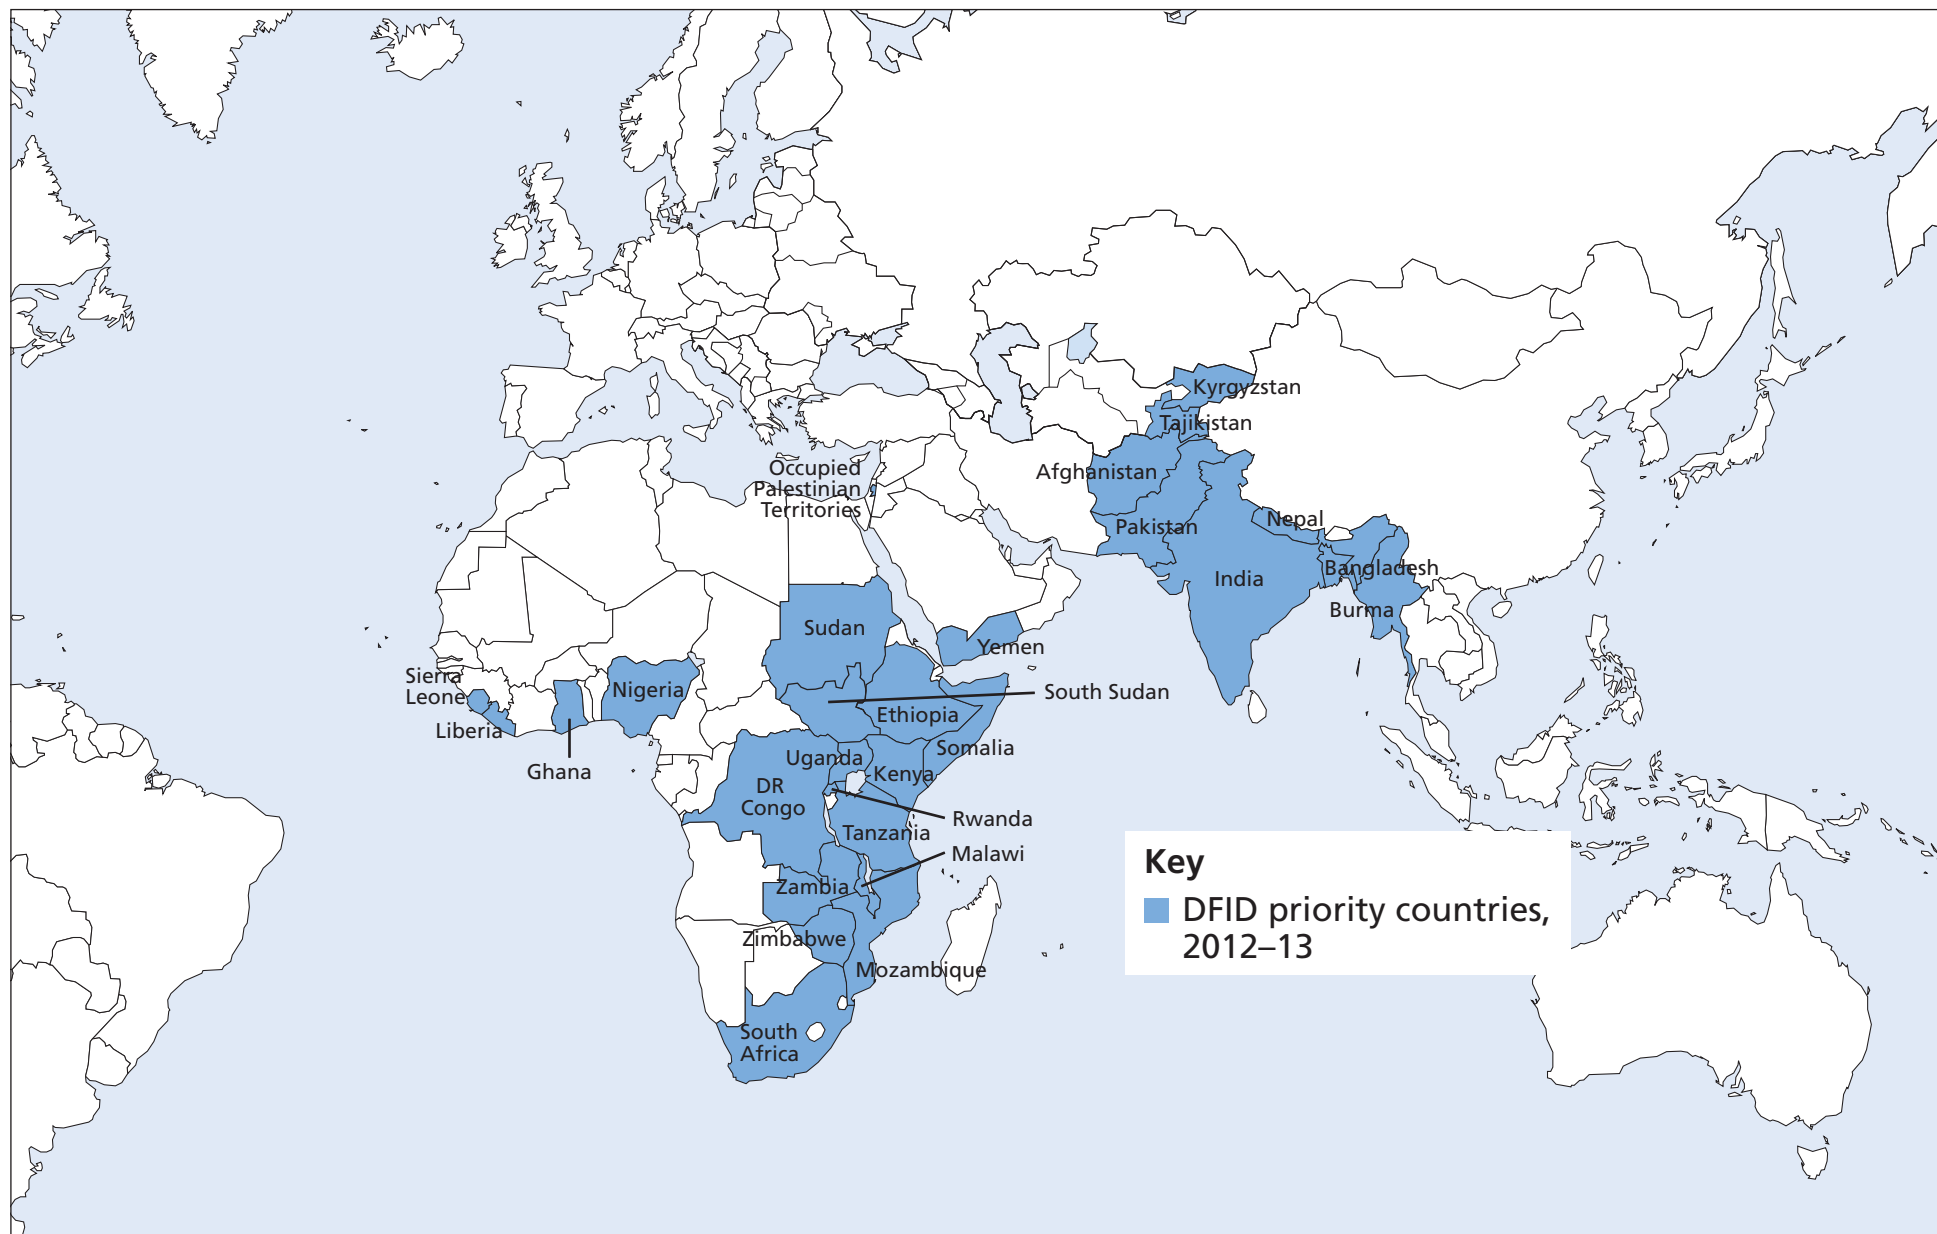 Kyrgyzstan
Tajikistan
Occupied
Palestinian
Territories
Afghanistan
Pakistan
Nepal
India
Bangladesh
Burma
Sudan
Yemen
Sierra
Leone
Nigeria
South Sudan
Liberia
Ethiopia
Ghana
Somalia
Uganda
Kenya
DR
Congo
Rwanda
Tanzania
Malawi
Zambia
Zimbabwe
Mozambique
South
Africa
Key
DFID priority countries,
2012–13